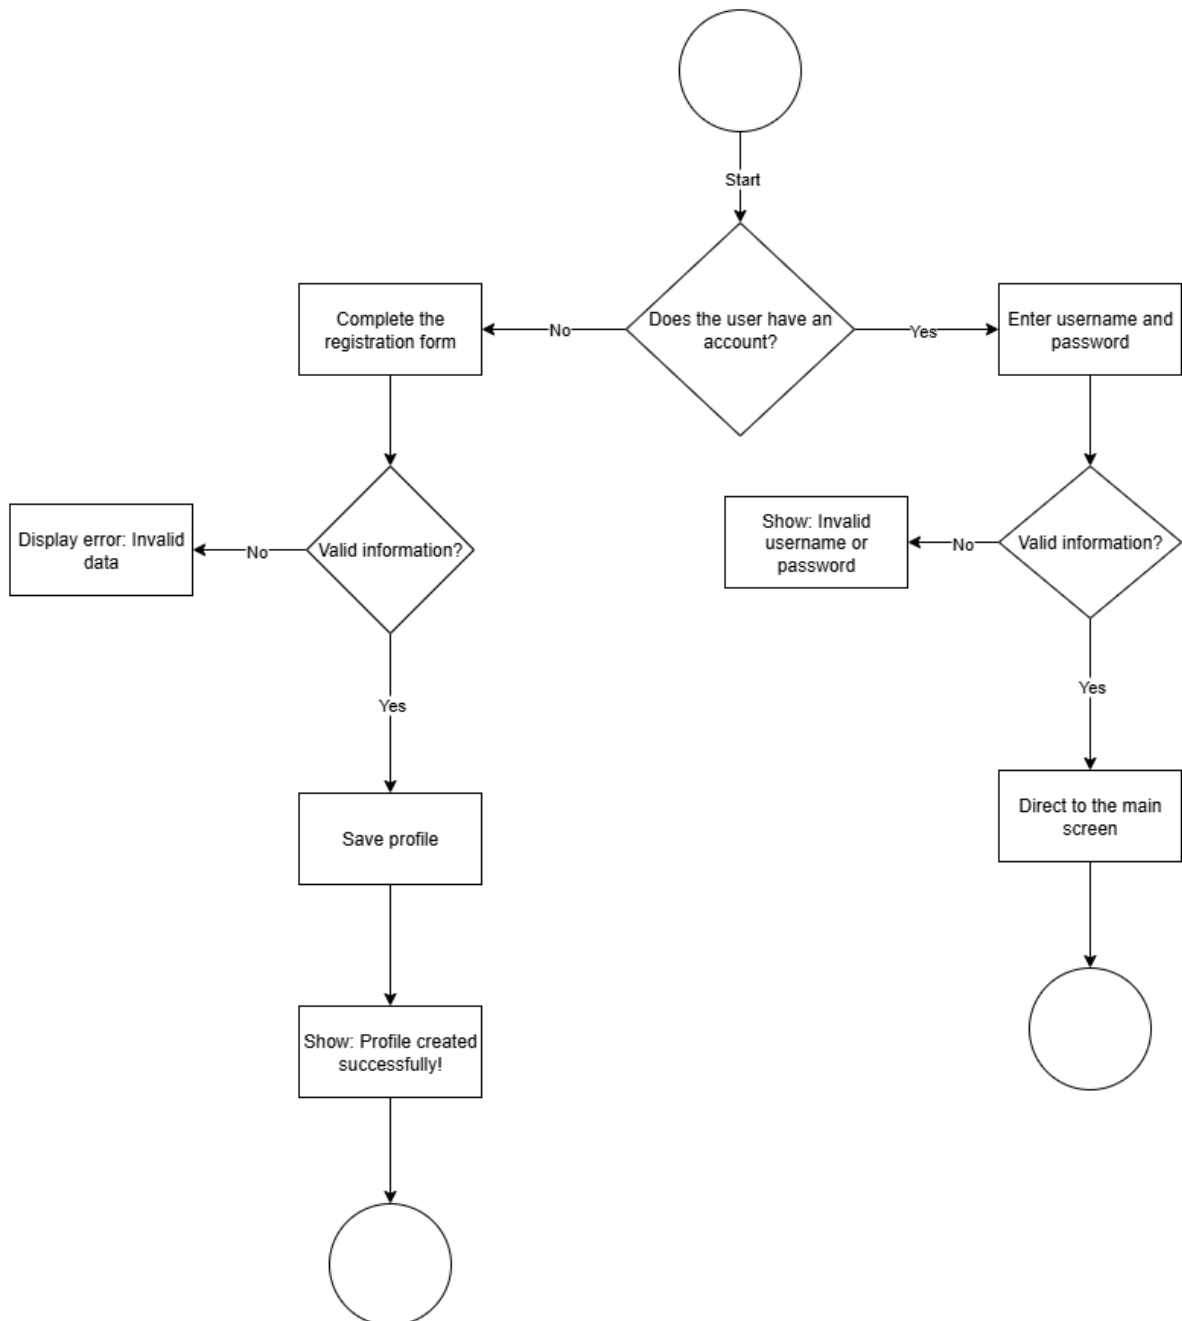 Start
Does the user have an
account?
No
Yes
Complete the
registration form
Enter username and
password
Display error: Invalid
data
No
Valid information?
Show: Invalid
username or
password
No
Valid information?
Yes
Yes
Save profile
Direct to the main
screen
Show: Profile created
successfully!